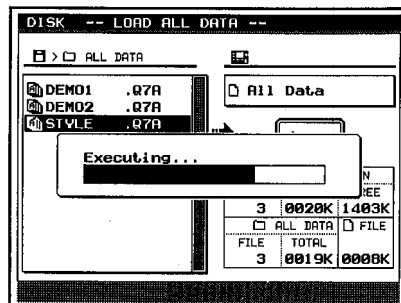 DISK -- LOAD ALL DATA --
> ALL DATA
DEMO1 .Q7A
DEMO2 .Q7A
STYLE .Q7A
All Data
Executing...
3 0020K 1403K
ALL DATA FILE
FILE TOTAL
3 0019K 0008K